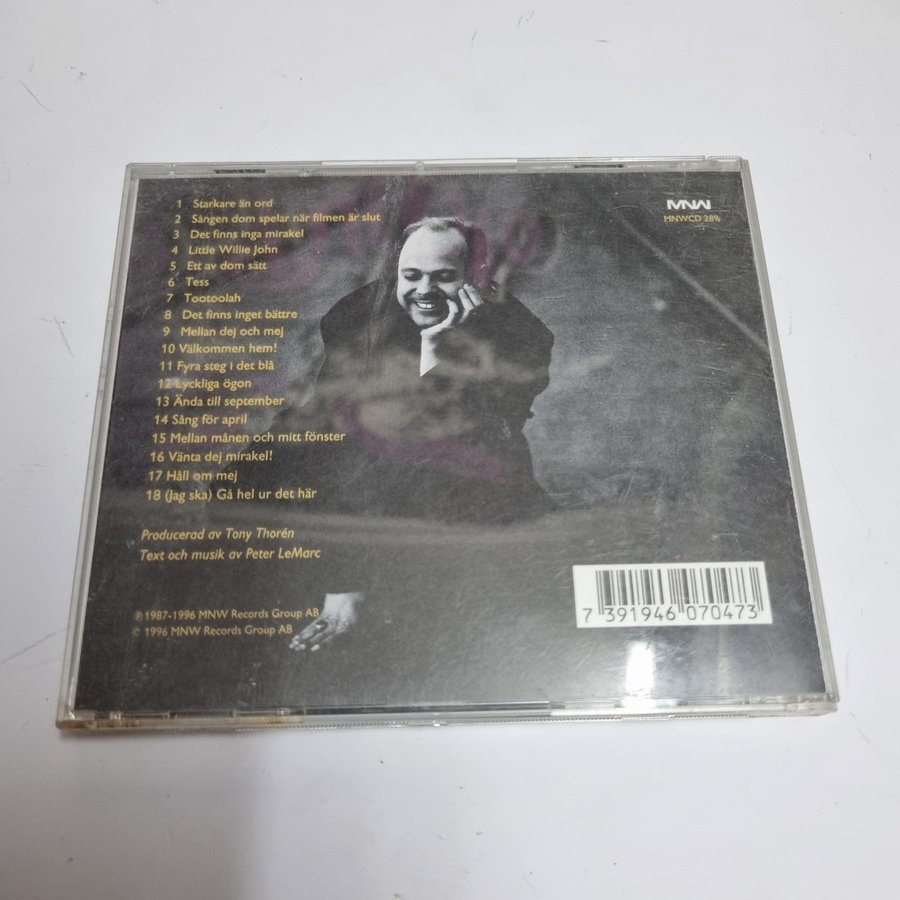 1 Starkare än ord
2 Sången dom spelar när filmen är slut
3 Det finns inga mirakel
4 Little Willie John
5 Ett av dom sätt
6 Tess
7 Tootoolah
8 Det finns inget bättre
9 Mellan dej och mej
10 Välkommen hem!
11 Fyra steg i det blå
12 Lyckliga ögon
13 Ända till september
14 Sång för april
15 Mellan månen och mitt fönster
16 Vänta dej mirakel!
17 Håll om mej
18 (Jag ska) Gå hel ur det här
Producerad av Tony Thorén
Text och musik av Peter LeMarc
℗ 1987-1996 MNW Records Group AB
© 1996 MNW Records Group AB
MNW
MNWCD
7 391946 070473